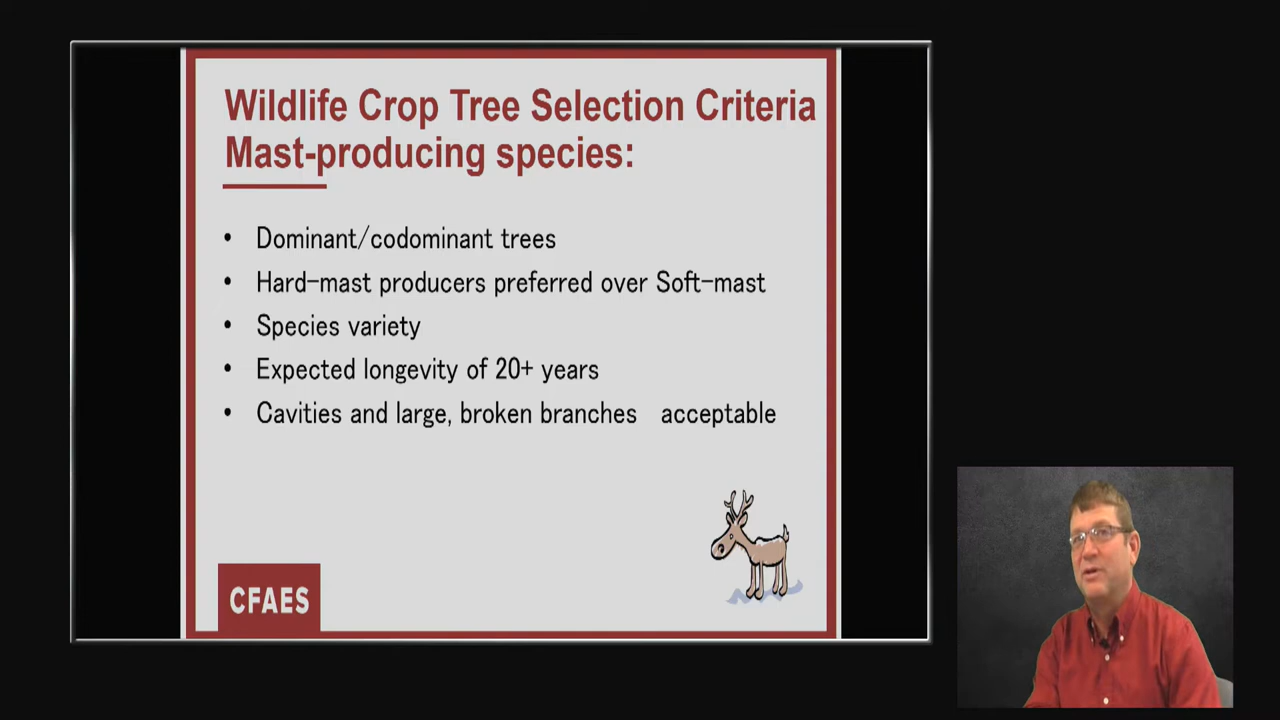 Wildlife Crop Tree Selection Criteria
Mast-producing species:
• Dominant/codominant trees
• Hard-mast producers preferred over Soft-mast
• Species variety
• Expected longevity of 20+ years
• Cavities and large, broken branches acceptable
CFAES